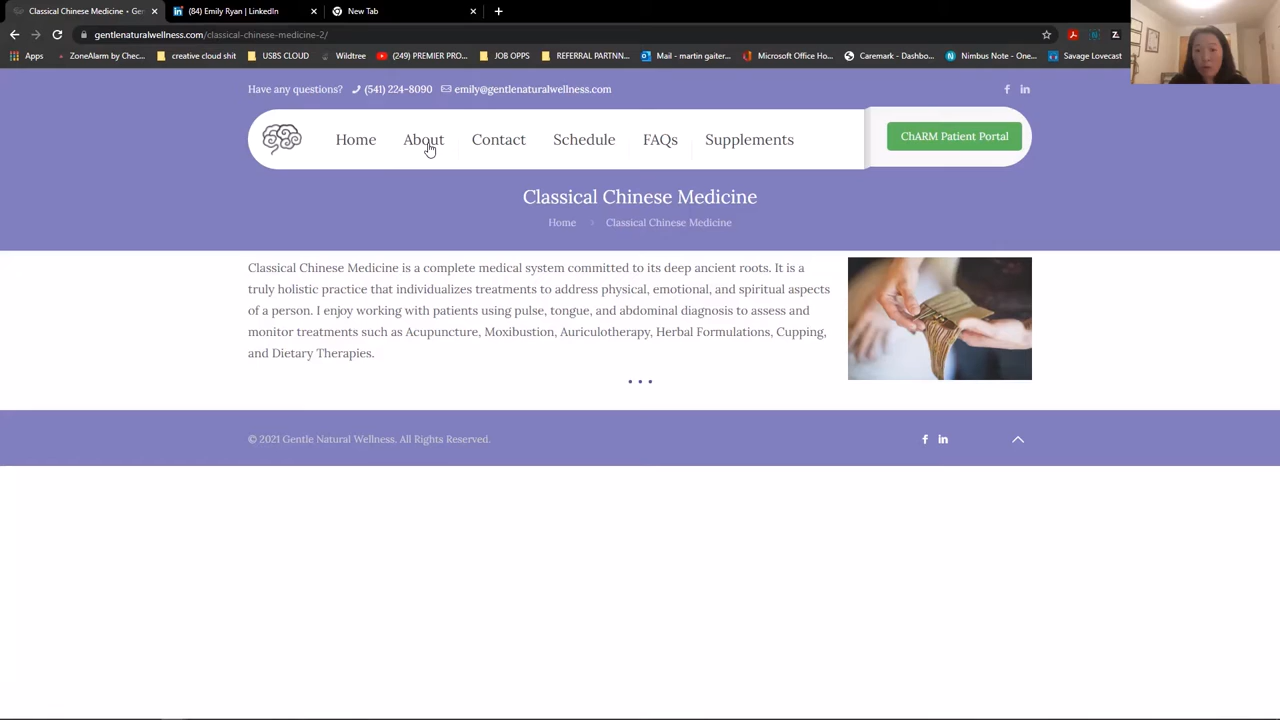 Classical Chinese Medicine - Gen
(84) Emily Ryan | LinkedIn
New Tab
gentlenaturalwellness.com/classical-chinese-medicine-2/
Apps
ZoneAlarm by Chec...
creative cloud shit
USBS CLOUD
Wildtree
(249) PREMIER PRO...
JOB OPPS
REFERRAL PARTNN...
Mail - martin gaiter...
Microsoft Office Ho...
Caremark - Dashbo...
Nimbus Note - One...
Savage Lovecast
Have any questions? (541) 224-8090 emily@gentlenaturalwellness.com
Home
About
Contact
Schedule
FAQs
Supplements
ChARM Patient Portal
Classical Chinese Medicine
Home > Classical Chinese Medicine
Classical Chinese Medicine is a complete medical system committed to its deep ancient roots. It is a
truly holistic practice that individualizes treatments to address physical, emotional, and spiritual aspects
of a person. I enjoy working with patients using pulse, tongue, and abdominal diagnosis to assess and
monitor treatments such as Acupuncture, Moxibustion, Auriculotherapy, Herbal Formulations, Cupping,
and Dietary Therapies.
© 2021 Gentle Natural Wellness. All Rights Reserved.